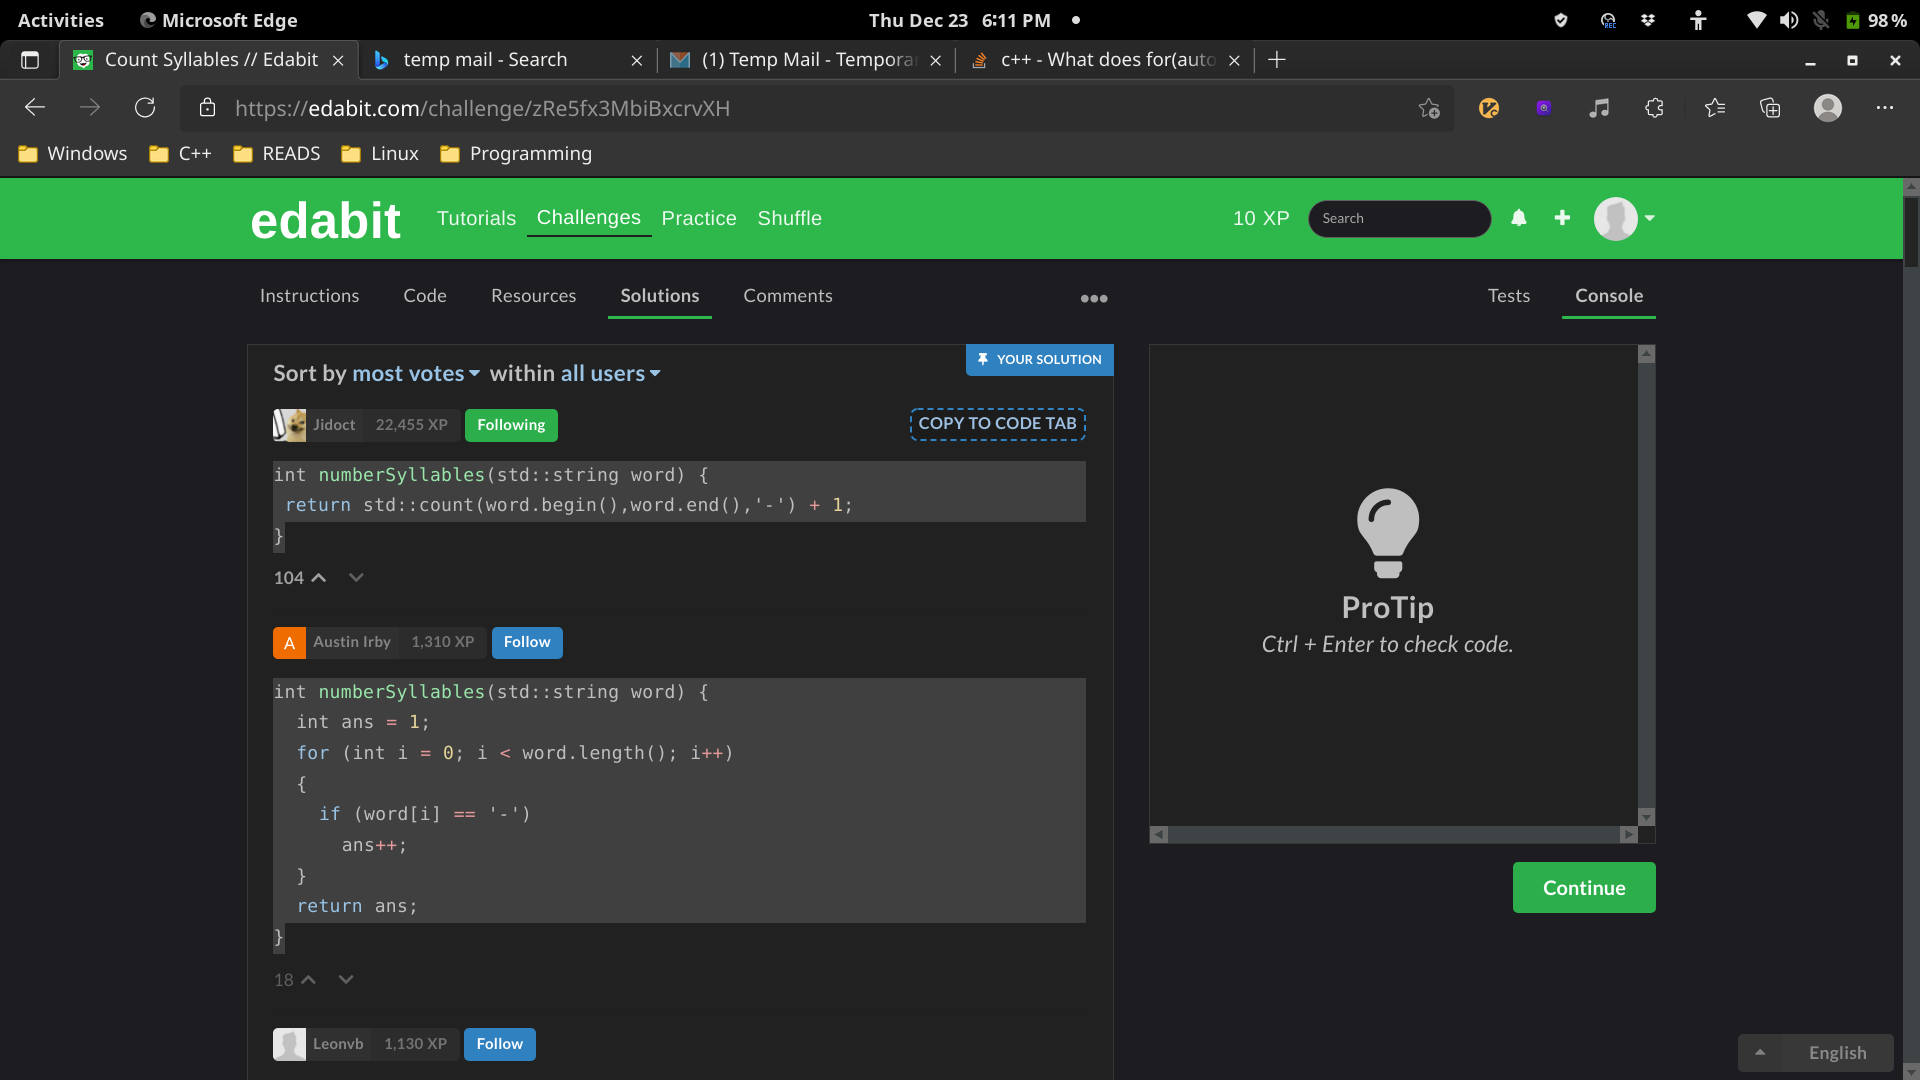 Activities
Microsoft Edge
Thu Dec 23 6:11 PM
98 %
Count Syllables // Edabit
temp mail - Search
(1) Temp Mail - Tempora
c++ - What does for(auto
https://edabit.com/challenge/zRe5fx3MbiBxcrvXH
Windows
C++
READS
Linux
Programming
edabit
Tutorials
Challenges
Practice
Shuffle
10 XP
Search
Instructions
Code
Resources
Solutions
Comments
Tests
Console
Sort by most votes within all users
YOUR SOLUTION
Jidoct 22,455 XP Following
COPY TO CODE TAB
int numberSyllables(std::string word) {
return std::count(word.begin(),word.end(),'-') + 1;
}
104
Austin Irby 1,310 XP Follow
A
int numberSyllables(std::string word) {
int ans = 1;
for (int i = 0; i < word.length(); i++)
{
if (word[i] == '-')
ans++;
}
return ans;
}
18
Leonvb 1,130 XP Follow
ProTip
Ctrl + Enter to check code.
Continue
English